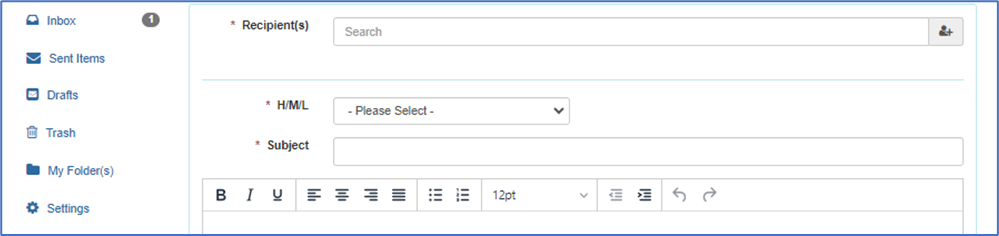 Inbox 1
Sent Items
Drafts
Trash
My Folder(s)
Settings
* Recipient(s) Search
* H/M/L - Please Select -
* Subject
B I U 12pt